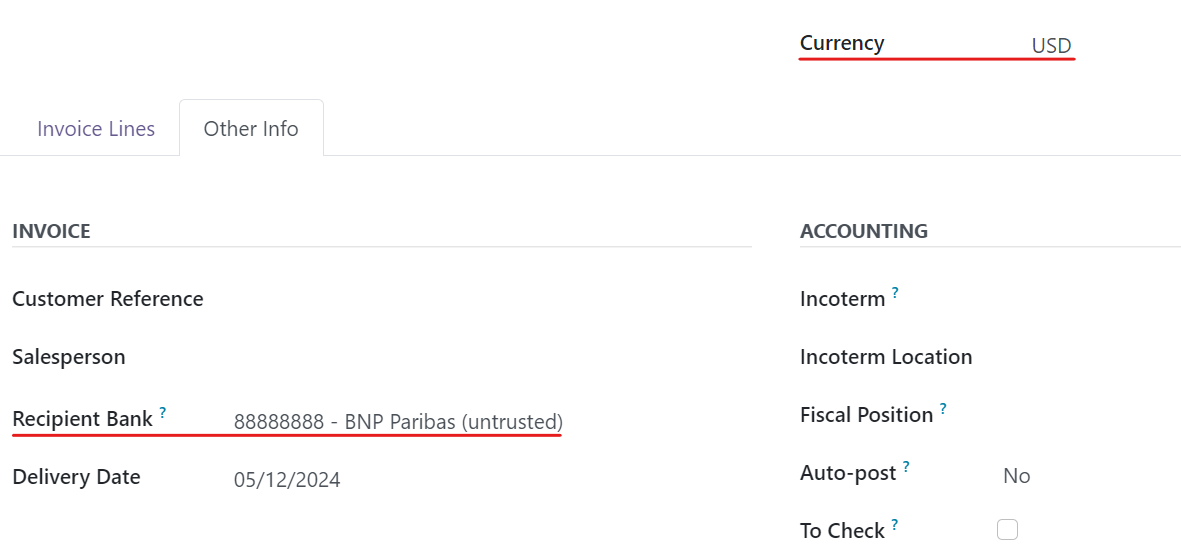 Currency USD
Invoice Lines Other Info
INVOICE
ACCOUNTING
Customer Reference
Incoterm ?
Salesperson
Incoterm Location
Recipient Bank ? 88888888 - BNP Paribas (untrusted)
Fiscal Position ?
Delivery Date 05/12/2024
Auto-post ? No
To Check ?